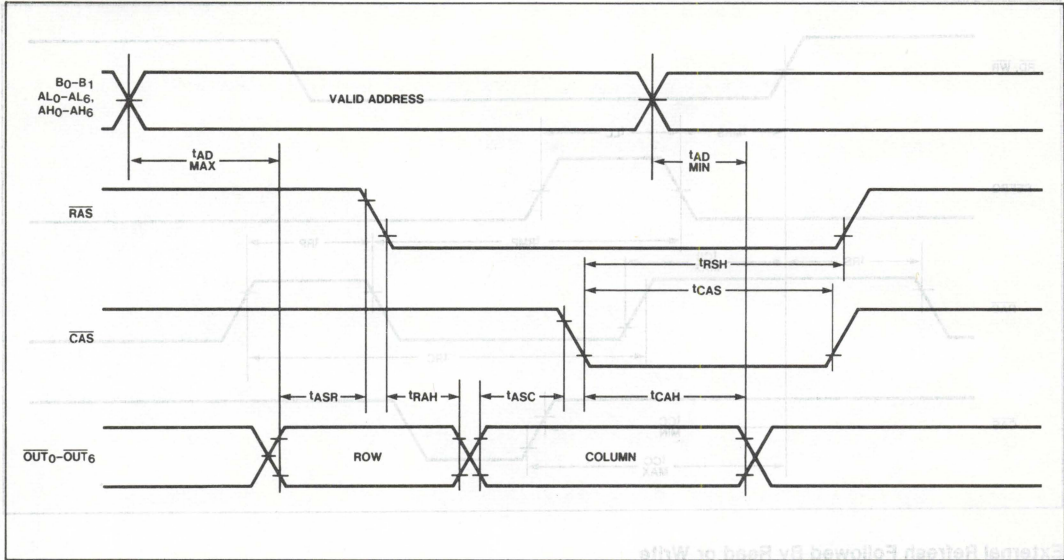 B0–B1
AL0–AL6,
AH0–AH6
VALID ADDRESS
tAD
MAX
tAD
MIN
RAS
tRSH
tCAS
CAS
tASR
tRAH
tASC
tCAH
OUT0–OUT6
ROW
COLUMN
External Refresh Followed By Read or Write